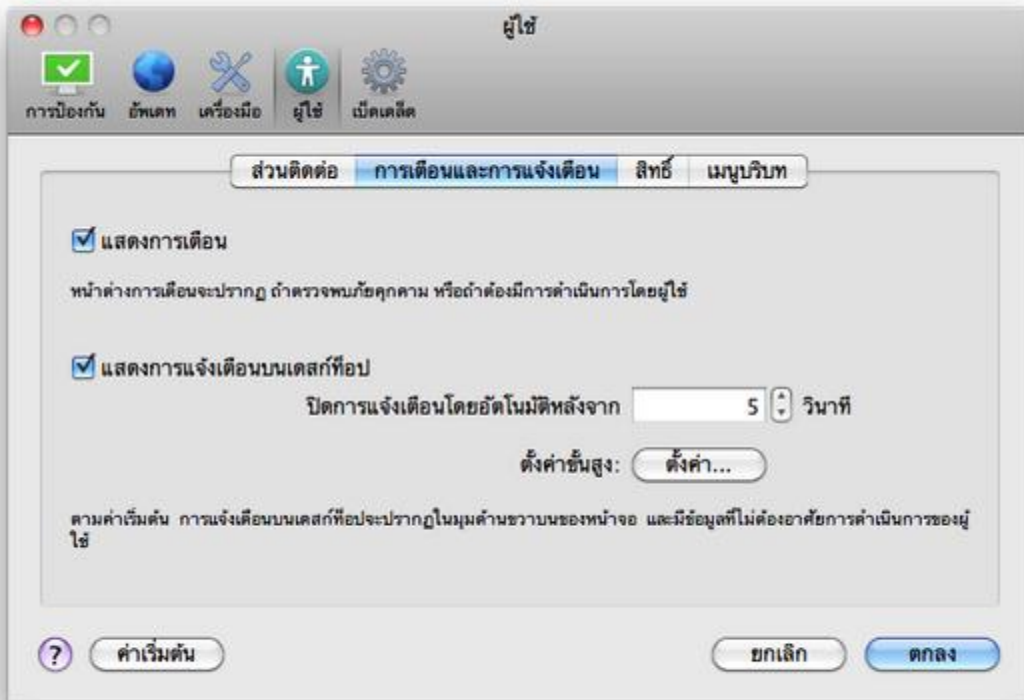 ผู้ใช้
การป้องกัน อัพเดท เครื่องมือ ผู้ใช้ เบ็ดเตล็ด
ส่วนติดต่อ การเตือนและการแจ้งเตือน สิทธิ์ เมนูบริบท
แสดงการเตือน
หน้าต่างการเตือนจะปรากฏ ถ้าตรวจพบภัยคุกคาม หรือถ้าต้องมีการดำเนินการโดยผู้ใช้
แสดงการแจ้งเตือนบนเดสก์ท็อป
ปิดการแจ้งเตือนโดยอัตโนมัติหลังจาก 5 วินาที
ตั้งค่าขั้นสูง: ตั้งค่า...
ตามค่าเริ่มต้น การแจ้งเตือนบนเดสก์ท็อปจะปรากฏในมุมด้านขวาบนของหน้าจอ และมีข้อมูลที่ไม่ต้องอาศัยการดำเนินการของผู้
ใช้
? ค่าเริ่มต้น ยกเลิก ตกลง